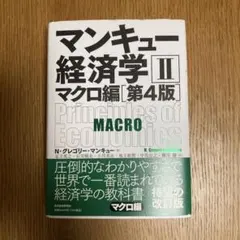 マンキュー
経済学 II
マクロ編 [第4版]
Principles of
Economics
MACRO
N・グレゴリー・マンキュー
圧倒的なわかりやすさで
世界で一番読まれている
経済学の教科書
改訂版
マクロ編